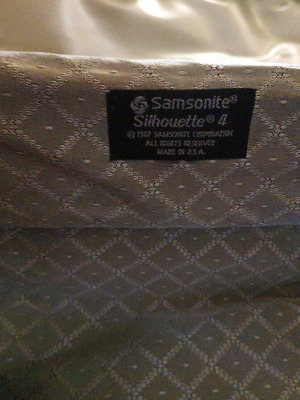 Samsonite®
Silhouette® 4
© 1987 SAMSONITE CORPORATION
ALL RIGHTS RESERVED
MADE IN U.S.A.